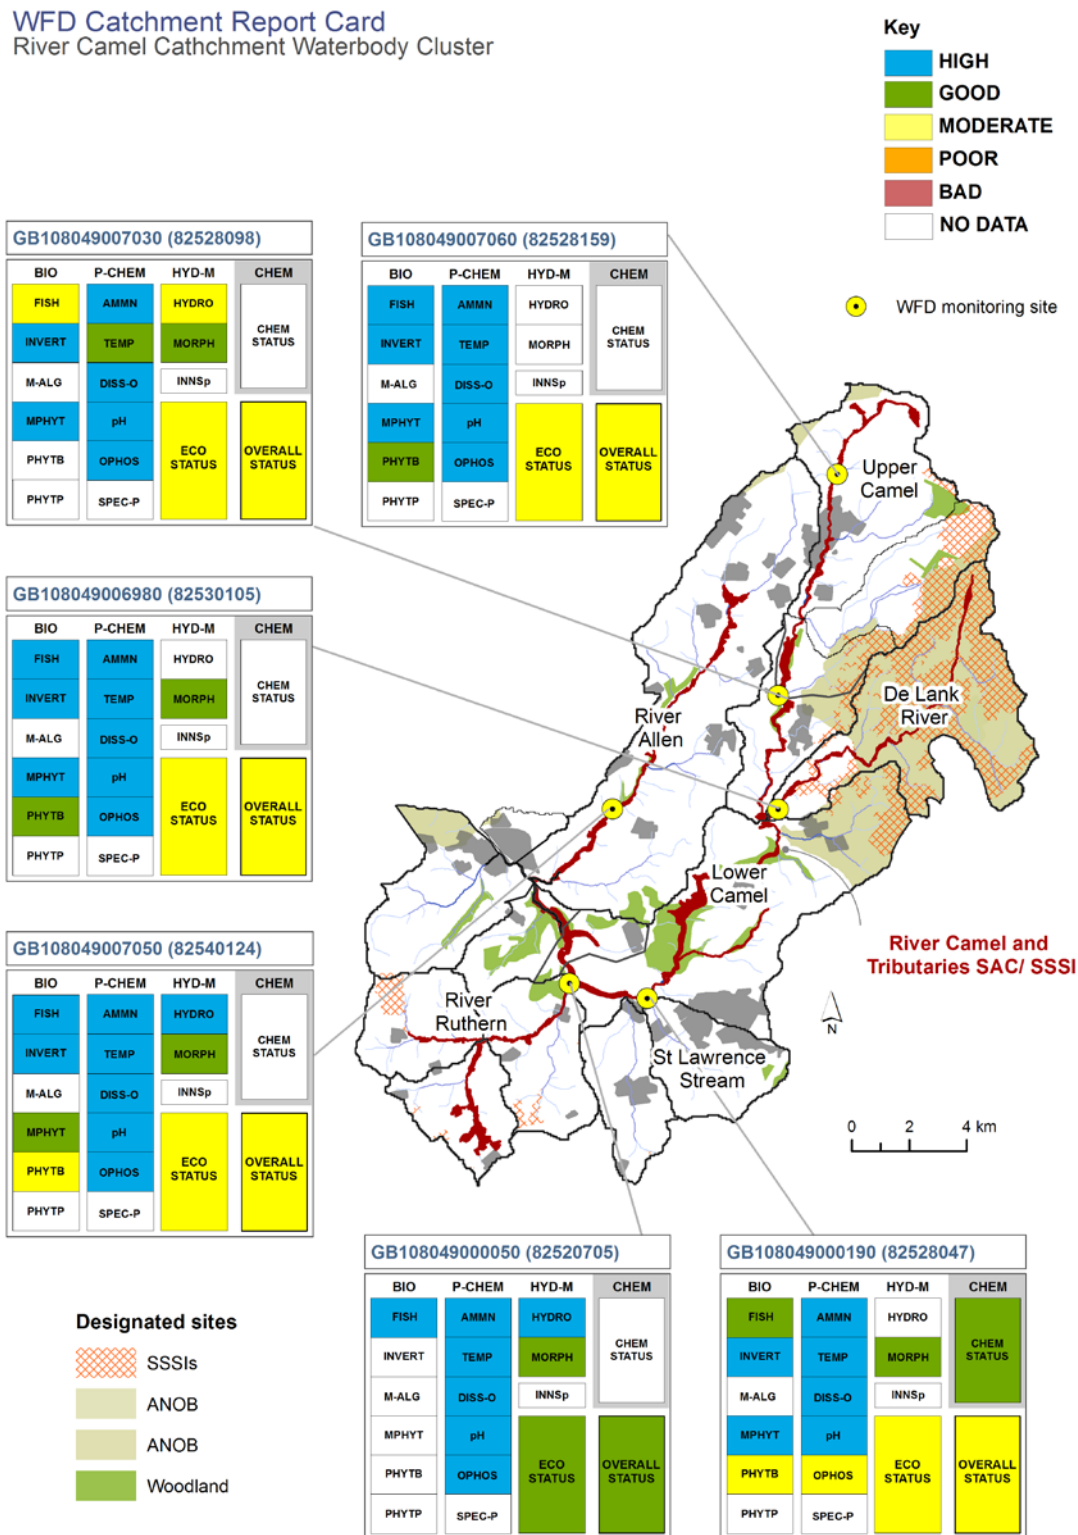 WFD Catchment Report Card
River Camel Cathchment Waterbody Cluster
Key
HIGH
GOOD
MODERATE
POOR
BAD
NO DATA
WFD monitoring site
GB108049007030 (82528098)
BIO P-CHEM HYD-M CHEM
FISH AMMN HYDRO
CHEM STATUS
INVERT TEMP MORPH
M-ALG DISS-O INNSp
MPHYT pH
ECO STATUS OVERALL STATUS
PHYTB OPHOS
PHYTP SPEC-P
GB108049007060 (82528159)
BIO P-CHEM HYD-M CHEM
FISH AMMN HYDRO
CHEM STATUS
INVERT TEMP MORPH
M-ALG DISS-O INNSp
MPHYT pH
ECO STATUS OVERALL STATUS
PHYTB OPHOS
PHYTP SPEC-P
GB108049006980 (82530105)
BIO P-CHEM HYD-M CHEM
FISH AMMN HYDRO
CHEM STATUS
INVERT TEMP MORPH
M-ALG DISS-O INNSp
MPHYT pH
ECO STATUS OVERALL STATUS
PHYTB OPHOS
PHYTP SPEC-P
GB108049007050 (82540124)
BIO P-CHEM HYD-M CHEM
FISH AMMN HYDRO
CHEM STATUS
INVERT TEMP MORPH
M-ALG DISS-O INNSp
MPHYT pH
ECO STATUS OVERALL STATUS
PHYTB OPHOS
PHYTP SPEC-P
Upper
Camel
De Lank
River
River
Allen
Lower
Camel
River Camel and
Tributaries SAC/ SSSI
River
Ruthern
St Lawrence
Stream
N
0 2 4 km
GB108049000050 (82520705)
BIO P-CHEM HYD-M CHEM
FISH AMMN HYDRO
CHEM STATUS
INVERT TEMP MORPH
M-ALG DISS-O INNSp
MPHYT pH
ECO STATUS OVERALL STATUS
PHYTB OPHOS
PHYTP SPEC-P
GB108049000190 (82528047)
BIO P-CHEM HYD-M CHEM
FISH AMMN HYDRO
CHEM STATUS
INVERT TEMP MORPH
M-ALG DISS-O INNSp
MPHYT pH
ECO STATUS OVERALL STATUS
PHYTB OPHOS
PHYTP SPEC-P
Designated sites
SSSIs
ANOB
ANOB
Woodland